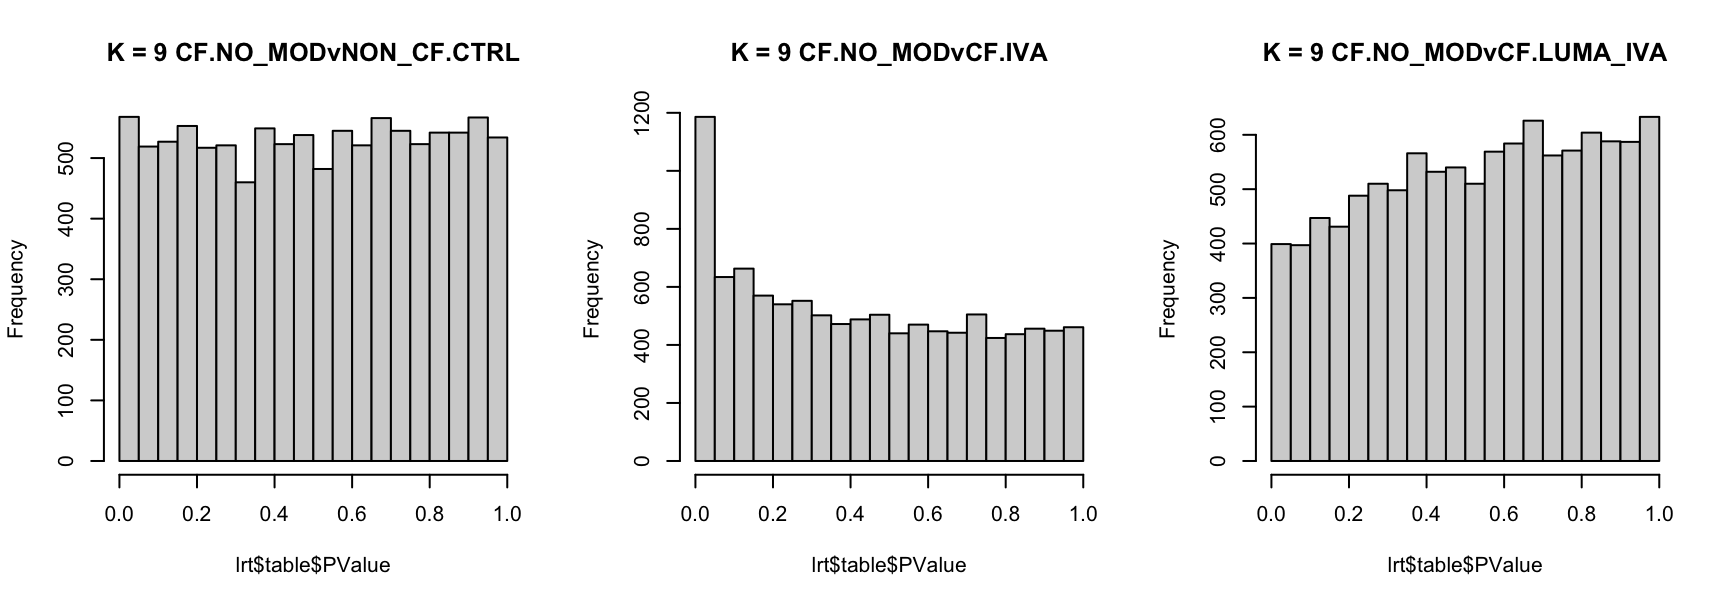 K = 9 CF.NO_MODvNON_CF.CTRL
Frequency
0 100 200 300 400 500
0.0 0.2 0.4 0.6 0.8 1.0
lrt$table$PValue
K = 9 CF.NO_MODvCF.IVA
Frequency
0 200 400 600 800 1200
0.0 0.2 0.4 0.6 0.8 1.0
lrt$table$PValue
K = 9 CF.NO_MODvCF.LUMA_IVA
Frequency
0 100 200 300 400 500 600
0.0 0.2 0.4 0.6 0.8 1.0
lrt$table$PValue